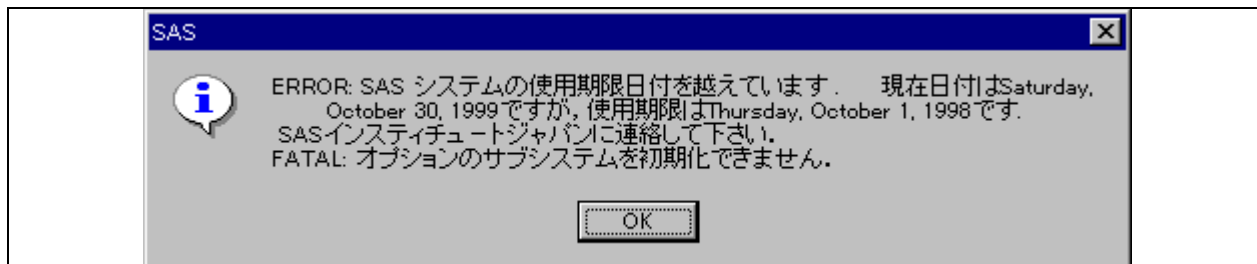 SAS
ERROR: SAS システムの使用期限日付を越えています. 現在日付はSaturday,
October 30, 1999ですが, 使用期限はThursday, October 1, 1998です.
SASインスティチュートジャパンに連絡して下さい.
FATAL: オプションのサブシステムを初期化できません.
OK